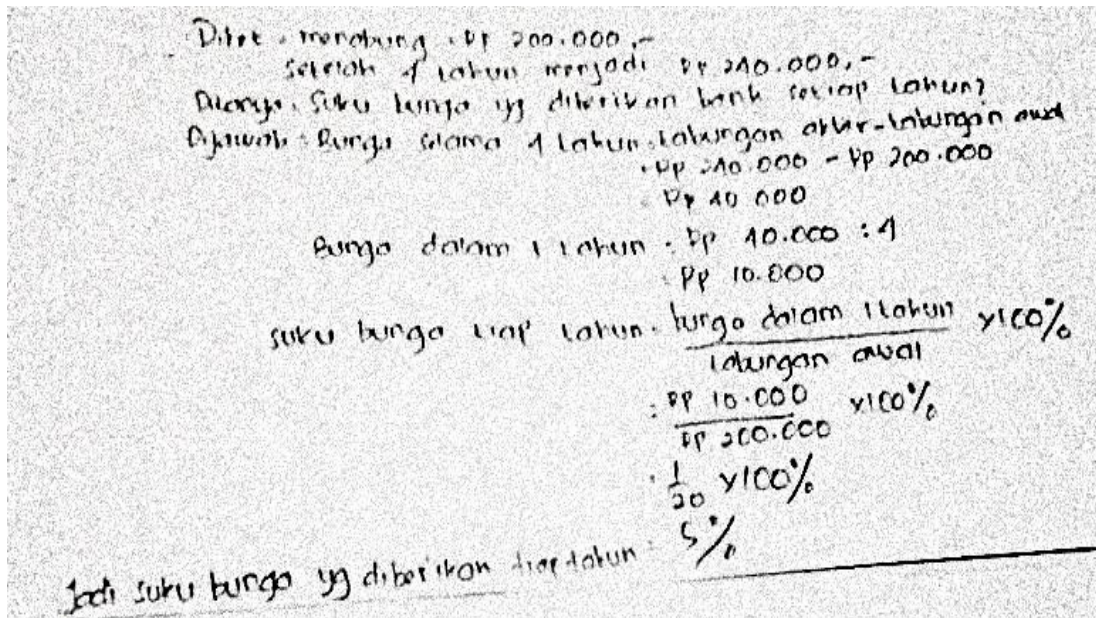 Diket : menabung : Rp 200.000,-
setelah 4 tahun menjadi Rp 240.000,-
Ditanya : Suku bunga yg diberikan bank setiap tahun?
Dijawab : Bunga selama 4 tahun = tabungan akhir - tabungan awal
= Rp 240.000 - Rp 200.000
= Rp 40.000
Bunga dalam 1 tahun = Rp 40.000 : 4
= Rp 10.000
suku bunga tiap tahun = bunga dalam 1 tahun / tabungan awal x 100%
= Rp 10.000 / Rp 200.000 x 100%
= 1/20 x 100%
= 5%
Jadi suku bunga yg diberikan tiap tahun